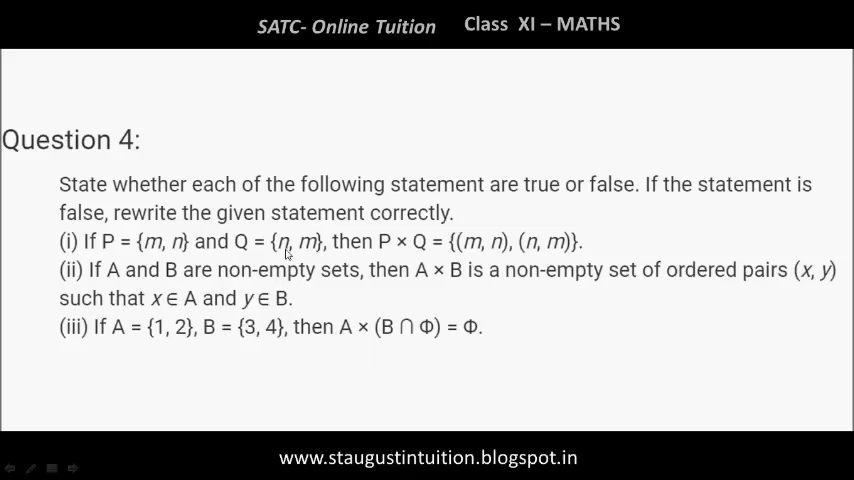 SATC- Online Tuition Class XI – MATHS
Question 4:
State whether each of the following statement are true or false. If the statement is
false, rewrite the given statement correctly.
(i) If P = {m, n} and Q = {n, m}, then P × Q = {(m, n), (n, m)}.
(ii) If A and B are non-empty sets, then A × B is a non-empty set of ordered pairs (x, y)
such that x ∈ A and y ∈ B.
(iii) If A = {1, 2}, B = {3, 4}, then A × (B ∩ Φ) = Φ.
www.staugustintuition.blogspot.in